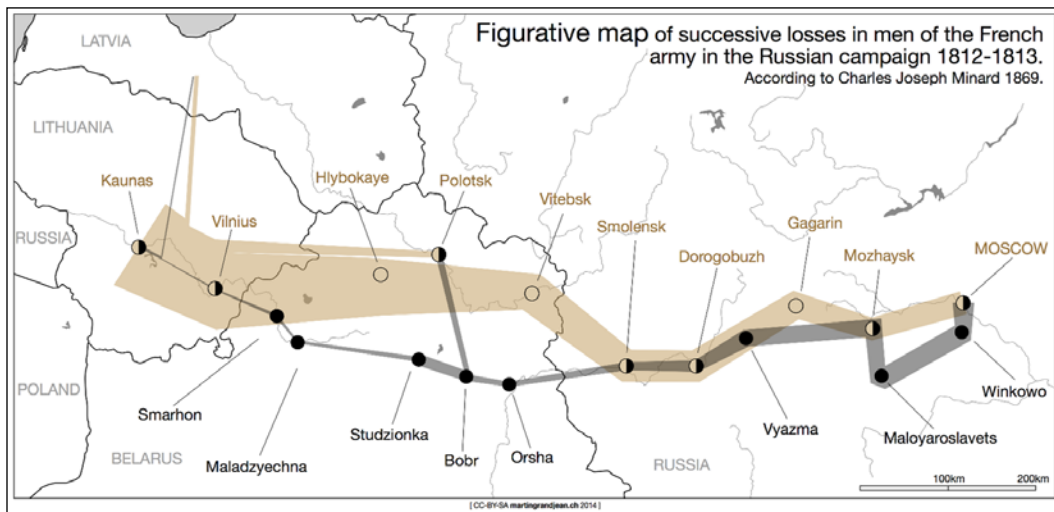 Figurative map of successive losses in men of the French
army in the Russian campaign 1812-1813.
According to Charles Joseph Minard 1869.
LATVIA
LITHUANIA
Kaunas
Hlybokaye
Polotsk
Vitebsk
Vilnius
Smolensk
Gagarin
RUSSIA
Dorogobuzh
Mozhaysk
MOSCOW
POLAND
Smarhon
Studzionka
Vyazma
Winkowo
Maladzyechna
Bobr
Orsha
Maloyaroslavets
BELARUS
RUSSIA
100km
200km
[ CC-BY-SA martingrandjean.ch 2014 ]